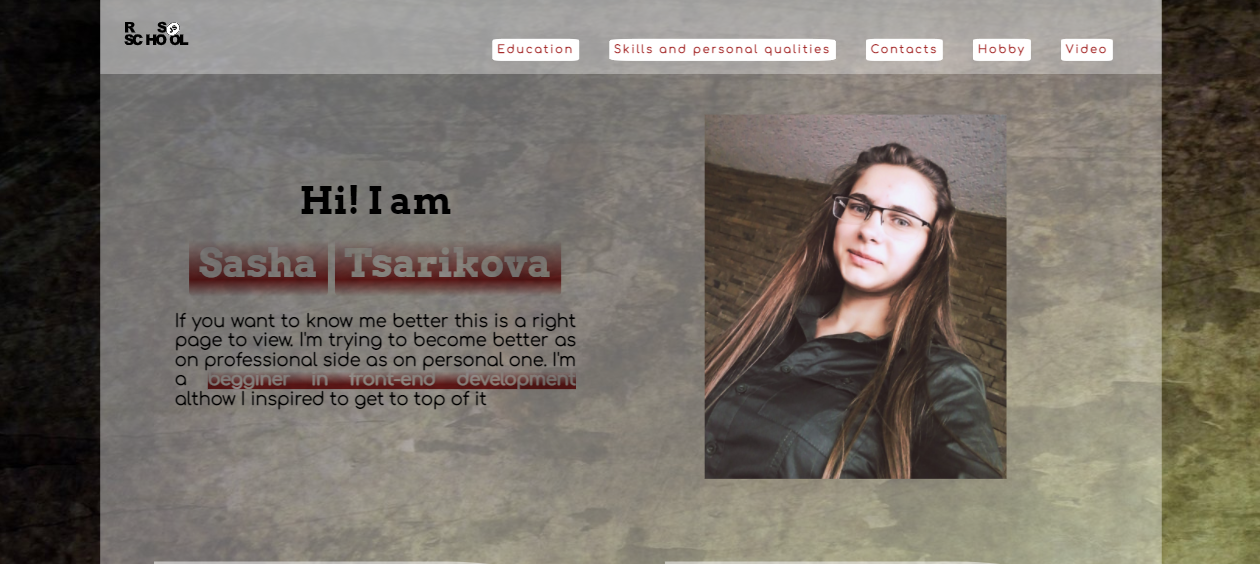 R S
SCHOOL
Education
Skills and personal qualities
Contacts
Hobby
Video
Hi! I am
Sasha Tsarikova
If you want to know me better this is a right
page to view. I'm trying to become better as
on professional side as on personal one. I'm
a begginer in front-end development
althow I inspired to get to top of it